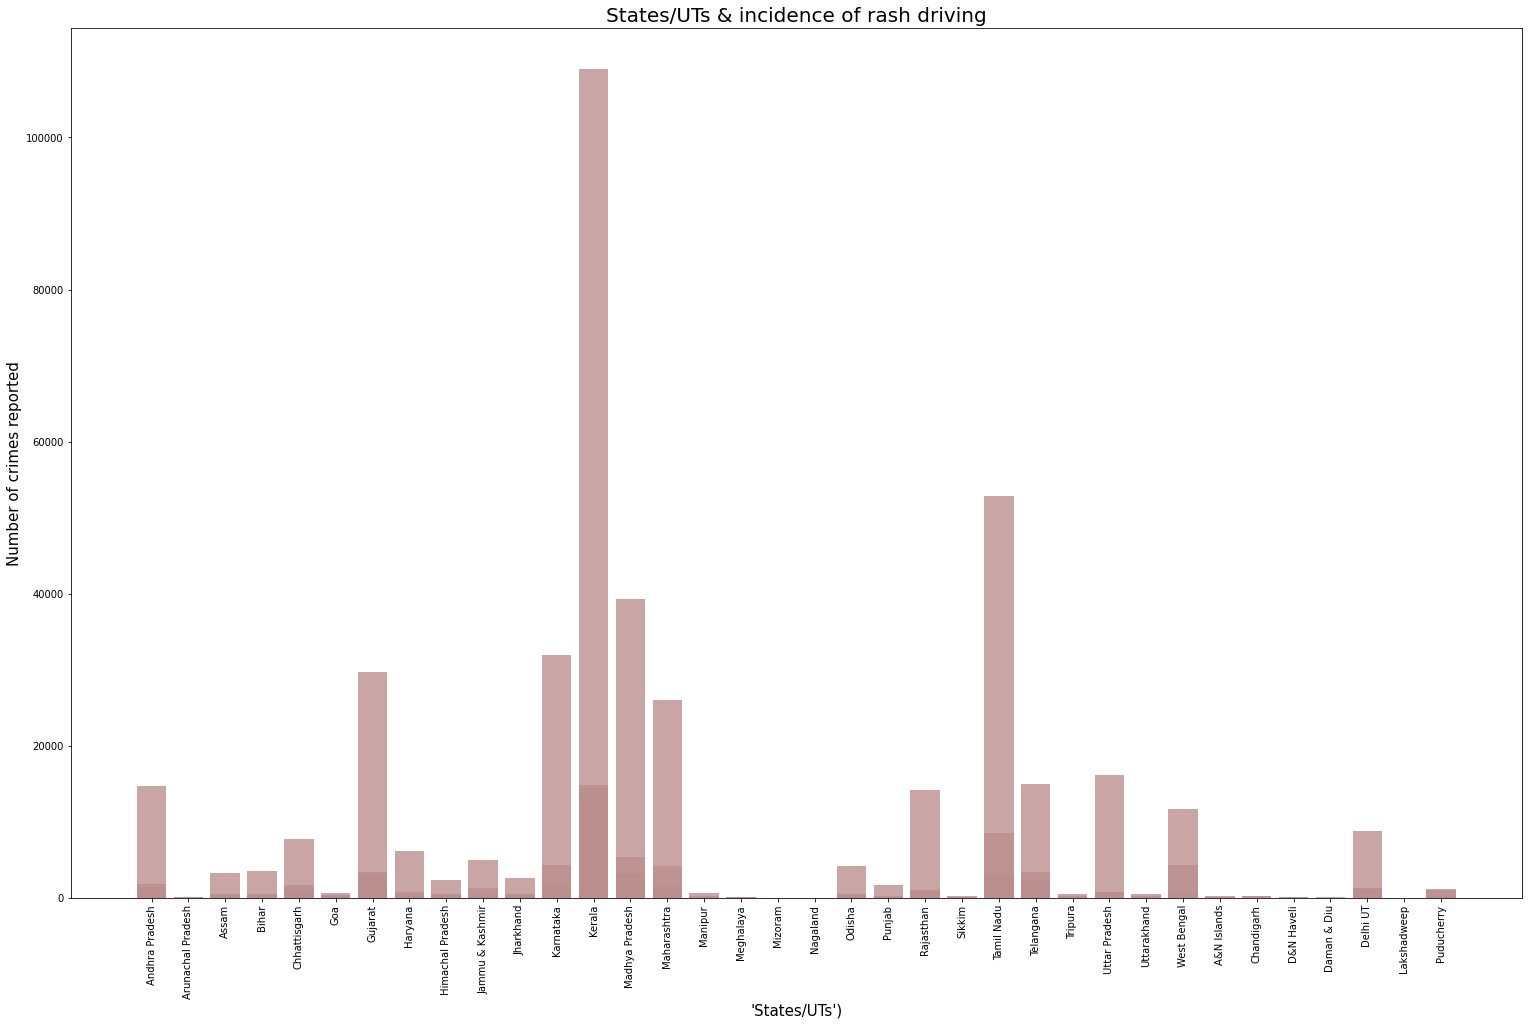 States/UTs & incidence of rash driving
Number of crimes reported
100000
80000
60000
40000
20000
0
Andhra Pradesh
Arunachal Pradesh
Assam
Bihar
Chhattisgarh
Goa
Gujarat
Haryana
Himachal Pradesh
Jammu & Kashmir
Jharkhand
Karnataka
Kerala
Madhya Pradesh
Maharashtra
Manipur
Meghalaya
Mizoram
Nagaland
Odisha
Punjab
Rajasthan
Sikkim
Tamil Nadu
Telangana
Tripura
Uttar Pradesh
Uttarakhand
West Bengal
A&N Islands
Chandigarh
D&N Haveli
Daman & Diu
Delhi UT
Lakshadweep
Puducherry
'States/UTs')